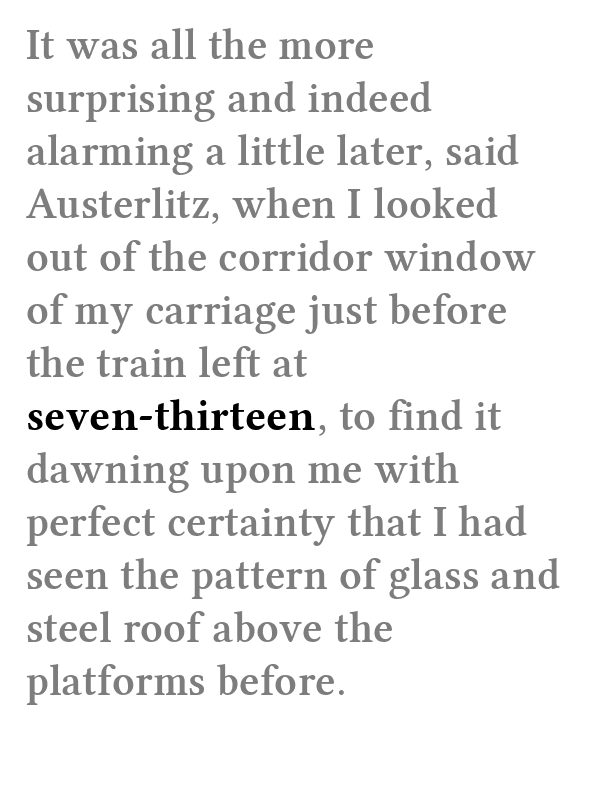 It was all the more
surprising and indeed
alarming a little later, said
Austerlitz, when I looked
out of the corridor window
of my carriage just before
the train left at
seven-thirteen, to find it
dawning upon me with
perfect certainty that I had
seen the pattern of glass and
steel roof above the
platforms before.